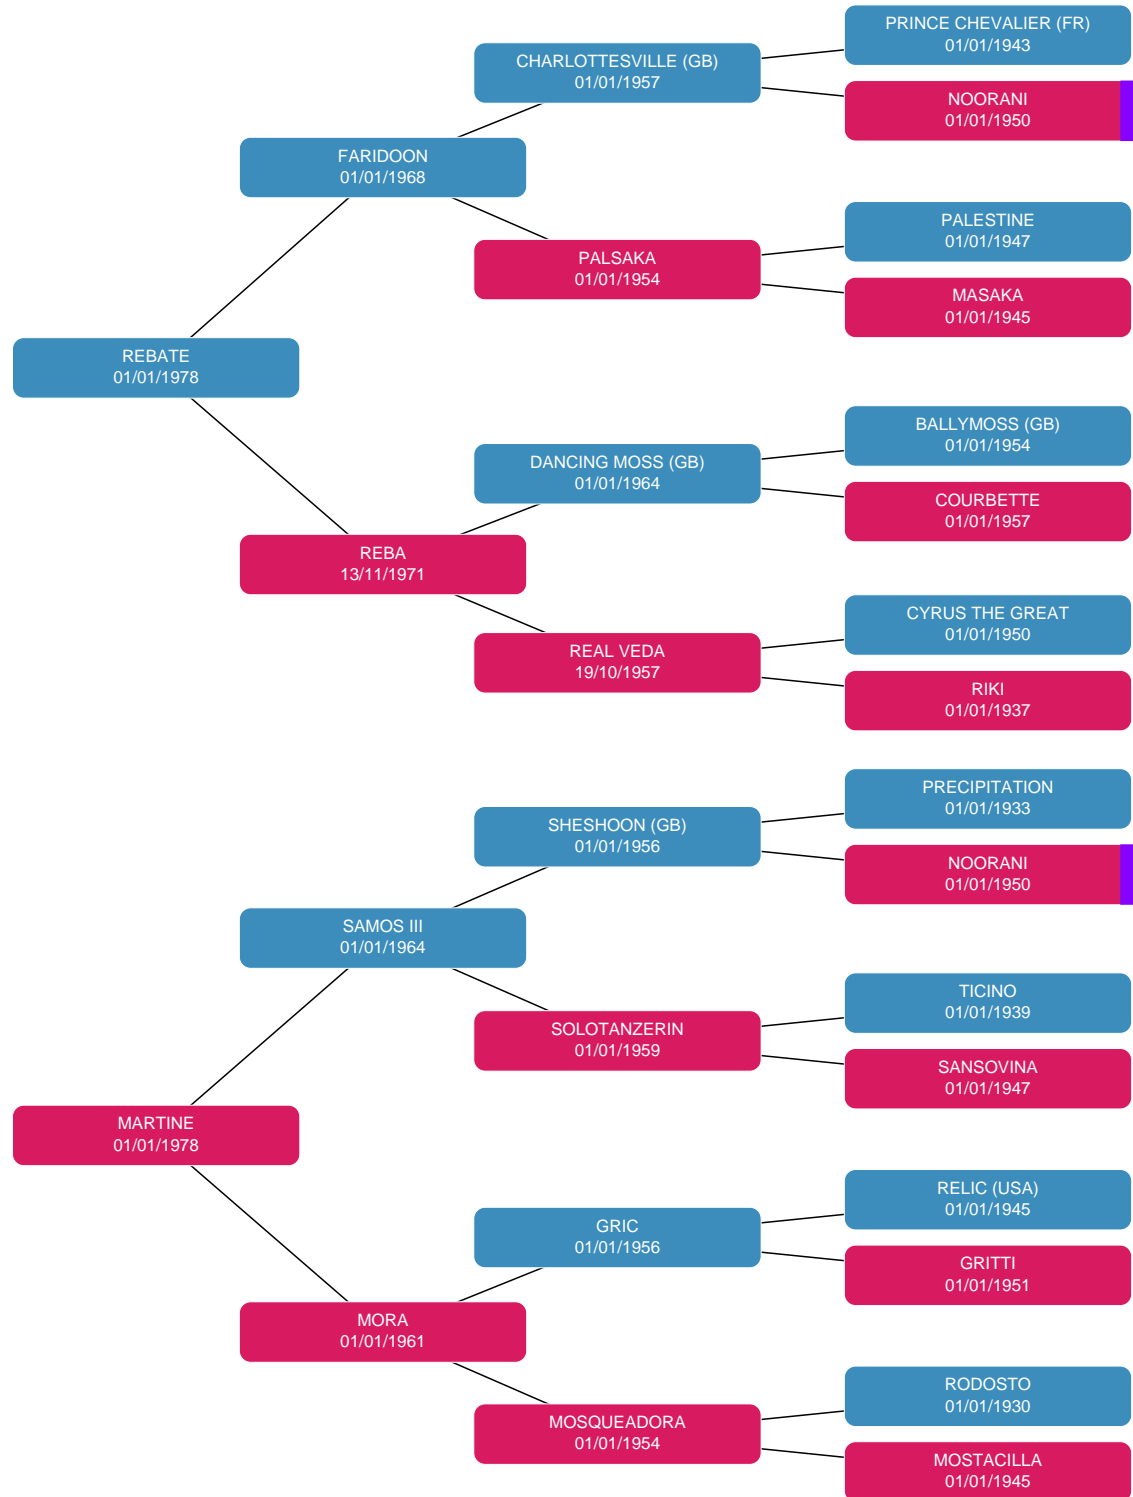 PRINCE CHEVALIER (FR)
01/01/1943
CHARLOTTESVILLE (GB)
01/01/1957
NOORANI
01/01/1950
FARIDOON
01/01/1968
PALESTINE
01/01/1947
PALSAKA
01/01/1954
MASAKA
01/01/1945
REBATE
01/01/1978
BALLYMOSS (GB)
01/01/1954
DANCING MOSS (GB)
01/01/1964
COURBETTE
01/01/1957
REBA
13/11/1971
CYRUS THE GREAT
01/01/1950
REAL VEDA
19/10/1957
RIKI
01/01/1937
PRECIPITATION
01/01/1933
SHESHOON (GB)
01/01/1956
NOORANI
01/01/1950
SAMOS III
01/01/1964
TICINO
01/01/1939
SOLOTANZERIN
01/01/1959
SANSOVINA
01/01/1947
MARTINE
01/01/1978
RELIC (USA)
01/01/1945
GRIC
01/01/1956
GRITTI
01/01/1951
MORA
01/01/1961
RODOSTO
01/01/1930
MOSQUEADORA
01/01/1954
MOSTACILLA
01/01/1945